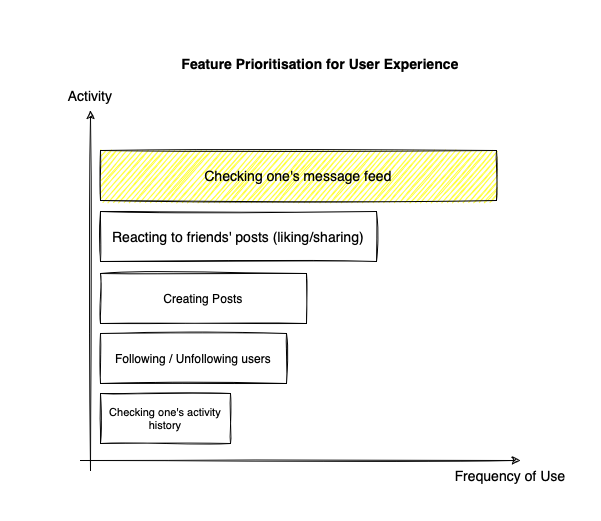 Feature Prioritisation for User Experience
Activity
Checking one's message feed
Reacting to friends' posts (liking/sharing)
Creating Posts
Following / Unfollowing users
Checking one's activity
history
Frequency of Use